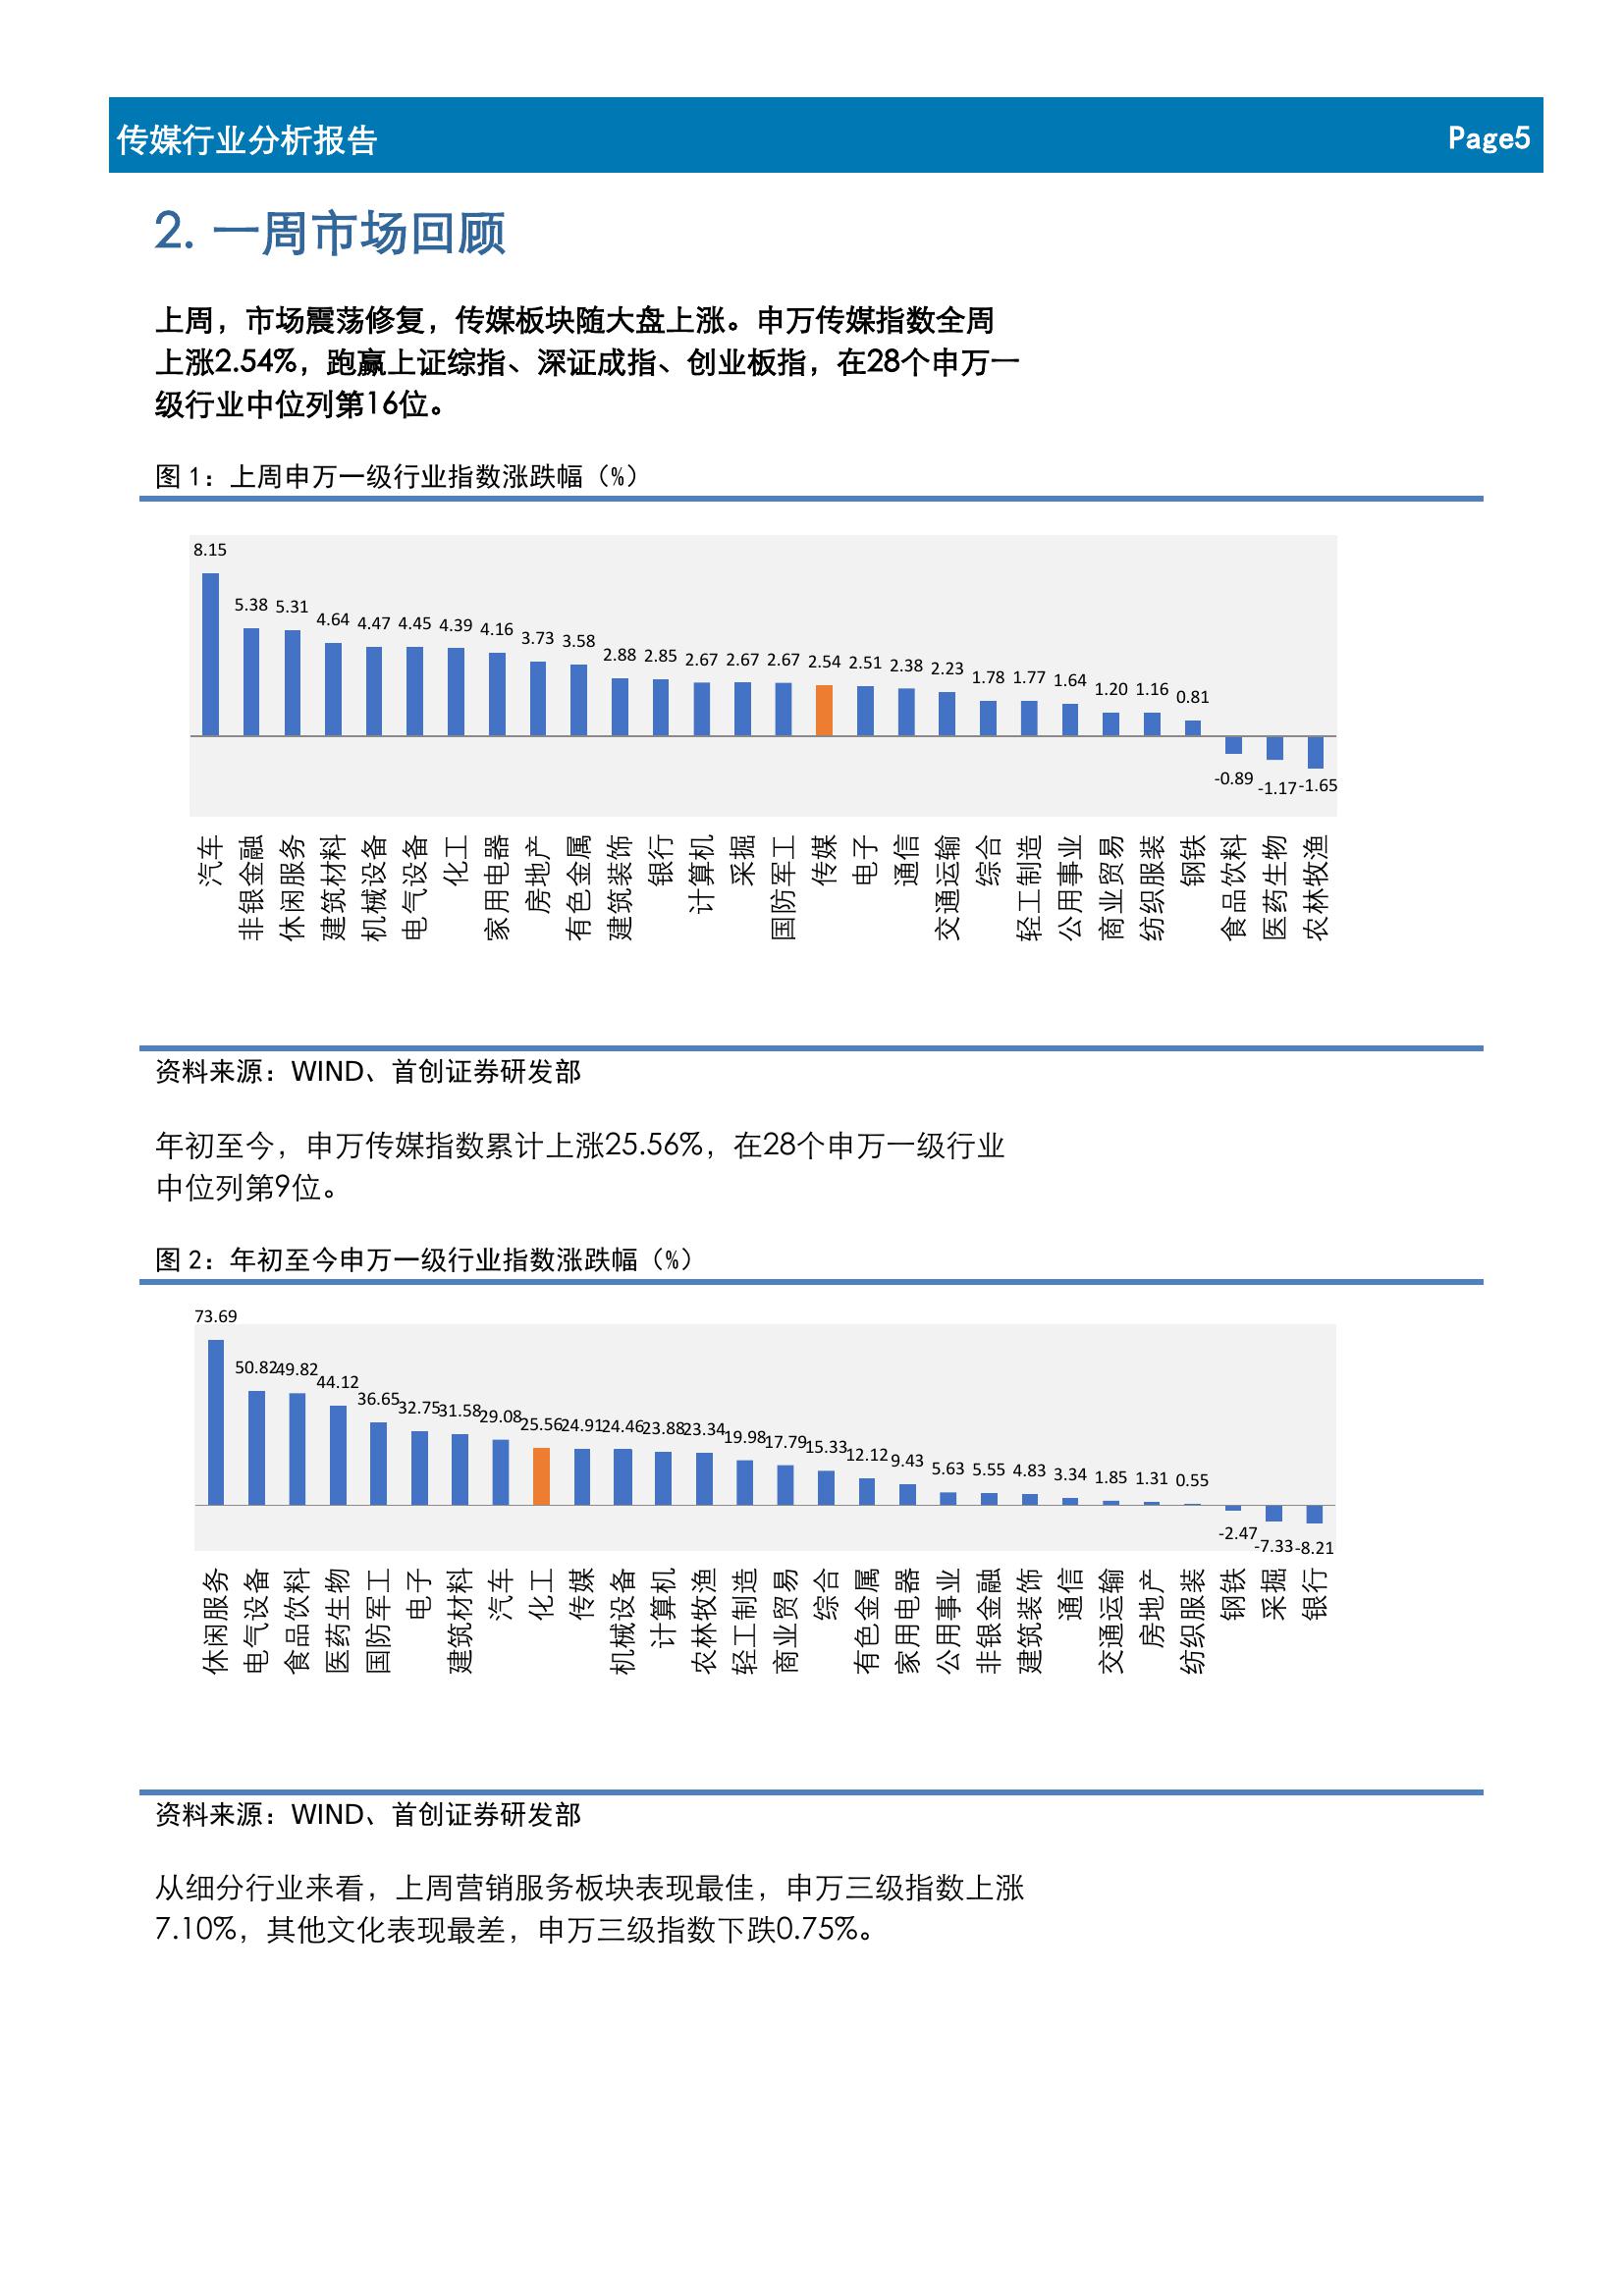 传媒行业分析报告 Page5
2. 一周市场回顾
上周，市场震荡修复，传媒板块随大盘上涨。申万传媒指数全周
上涨2.54%，跑赢上证综指、深证成指、创业板指，在28个申万一
级行业中位列第16位。
图 1：上周申万一级行业指数涨跌幅（%）
8.15 5.38 5.31 4.64 4.47 4.45 4.39 4.16 3.73 3.58 2.88 2.85 2.67 2.67 2.67 2.54 2.51 2.38 2.23 1.78 1.77 1.64 1.20 1.16 0.81 -0.89 -1.17 -1.65
汽车 非银金融 休闲服务 建筑材料 机械设备 电气设备 化工 家用电器 房地产 有色金属 建筑装饰 银行 计算机 采掘 国防军工 传媒 电子 通信 交通运输 综合 轻工制造 公用事业 商业贸易 纺织服装 钢铁 食品饮料 医药生物 农林牧渔
资料来源：WIND、首创证券研发部
年初至今，申万传媒指数累计上涨25.56%，在28个申万一级行业
中位列第9位。
图 2：年初至今申万一级行业指数涨跌幅（%）
73.69 50.82 49.82 44.12 36.65 32.75 31.58 29.08 25.56 24.91 24.46 23.88 23.34 19.98 17.79 15.33 12.12 9.43 5.63 5.55 4.83 3.34 1.85 1.31 0.55 -2.47 -7.33 -8.21
休闲服务 电气设备 食品饮料 医药生物 国防军工 电子 建筑材料 汽车 化工 传媒 机械设备 计算机 农林牧渔 轻工制造 商业贸易 综合 有色金属 家用电器 公用事业 非银金融 建筑装饰 通信 交通运输 房地产 纺织服装 钢铁 采掘 银行
资料来源：WIND、首创证券研发部
从细分行业来看，上周营销服务板块表现最佳，申万三级指数上涨
7.10%，其他文化表现最差，申万三级指数下跌0.75%。